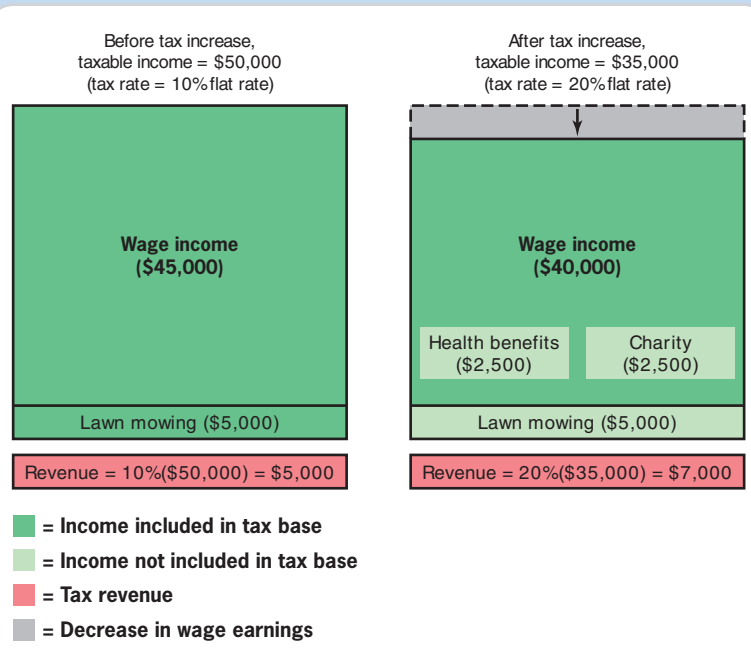 Before tax increase,
taxable income = $50,000
(tax rate = 10%flat rate)
Wage income
($45,000)
Lawn mowing ($5,000)
Revenue = 10%($50,000) = $5,000
After tax increase,
taxable income = $35,000
(tax rate = 20%flat rate)
Wage income
($40,000)
Health benefits
($2,500)
Charity
($2,500)
Lawn mowing ($5,000)
Revenue = 20%($35,000) = $7,000
= Income included in tax base
= Income not included in tax base
= Tax revenue
= Decrease in wage earnings